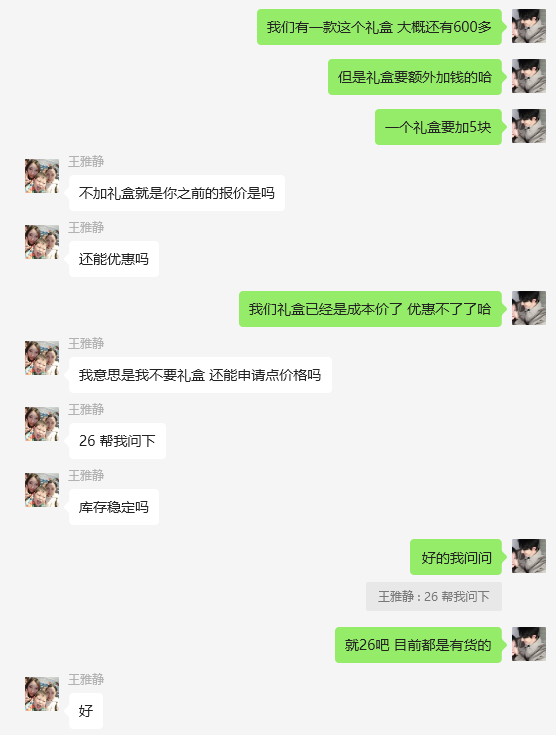 我们有一款这个礼盒 大概还有600多
但是礼盒要额外加钱的哈
一个礼盒要加5块
王雅静
不加礼盒就是你之前的报价是吗
王雅静
还能优惠吗
我们礼盒已经是成本价了 优惠不了了哈
王雅静
我意思是我不要礼盒 还能申请点价格吗
王雅静
26 帮我问下
王雅静
库存稳定吗
好的我问问
王雅静 : 26 帮我问下
就26吧 目前都是有货的
王雅静
好